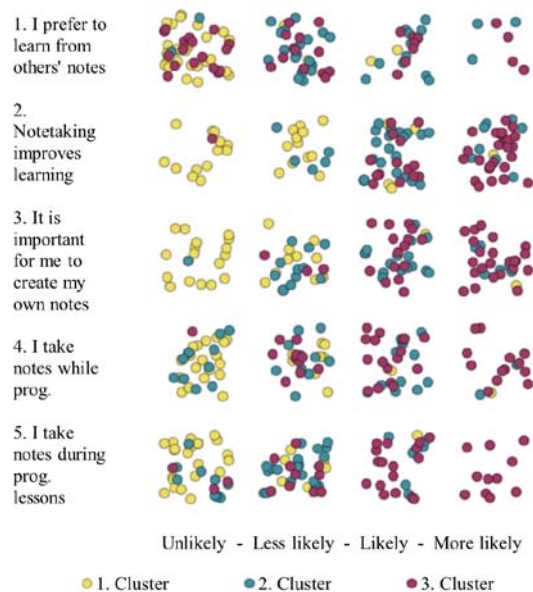 1. I prefer to
learn from
others' notes
2.
Notetaking
improves
learning
3. It is
important
for me to
create my
own notes
4. I take
notes while
prog.
5. I take
notes during
prog.
lessons
Unlikely - Less likely - Likely - More likely
1. Cluster 2. Cluster 3. Cluster